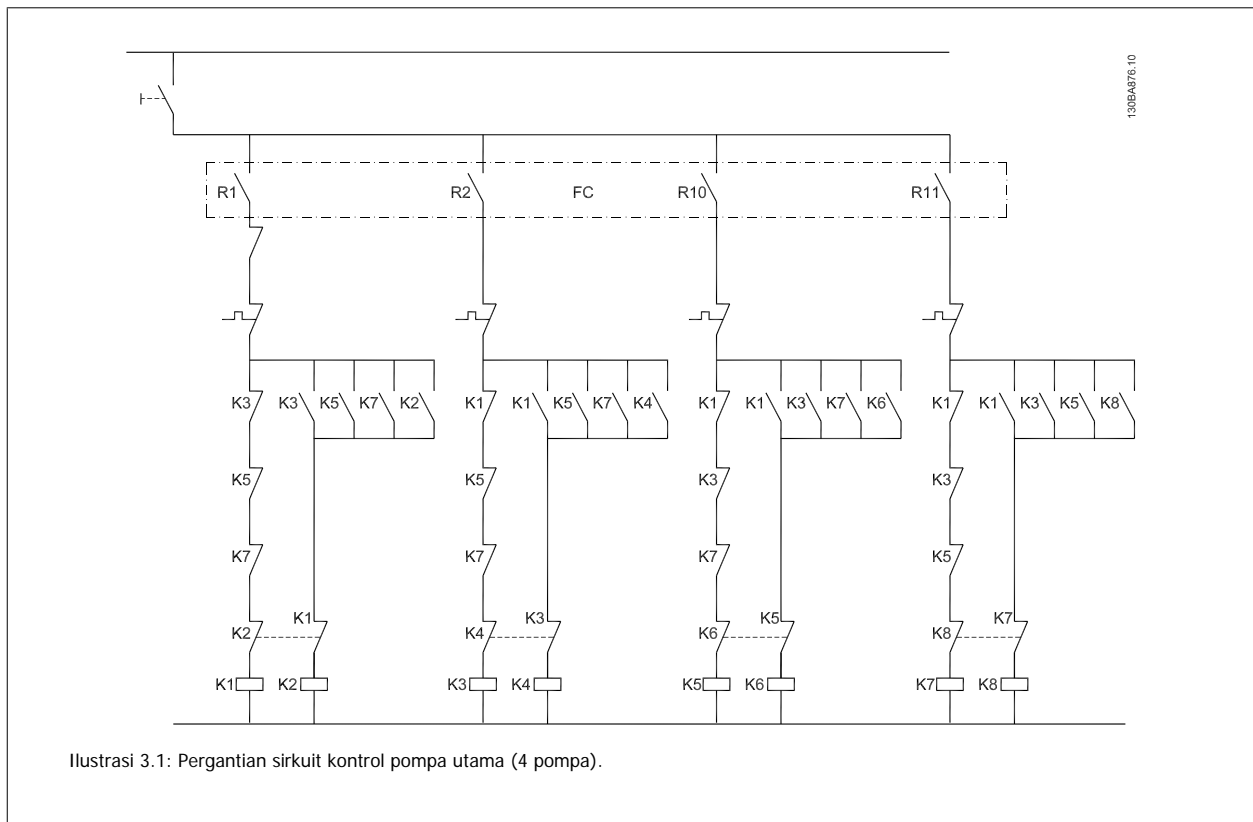 130BA876.10
R1 R2 FC R10 R11
K3 K3 K5 K7 K2 K1 K1 K5 K7 K4 K1 K1 K3 K7 K6 K1 K1 K3 K5 K8
K5 K5 K3 K3
K7 K7 K7 K5
K2 K1 K4 K3 K6 K5 K8 K7
K1 K2 K3 K4 K5 K6 K7 K8
Ilustrasi 3.1: Pergantian sirkuit kontrol pompa utama (4 pompa).